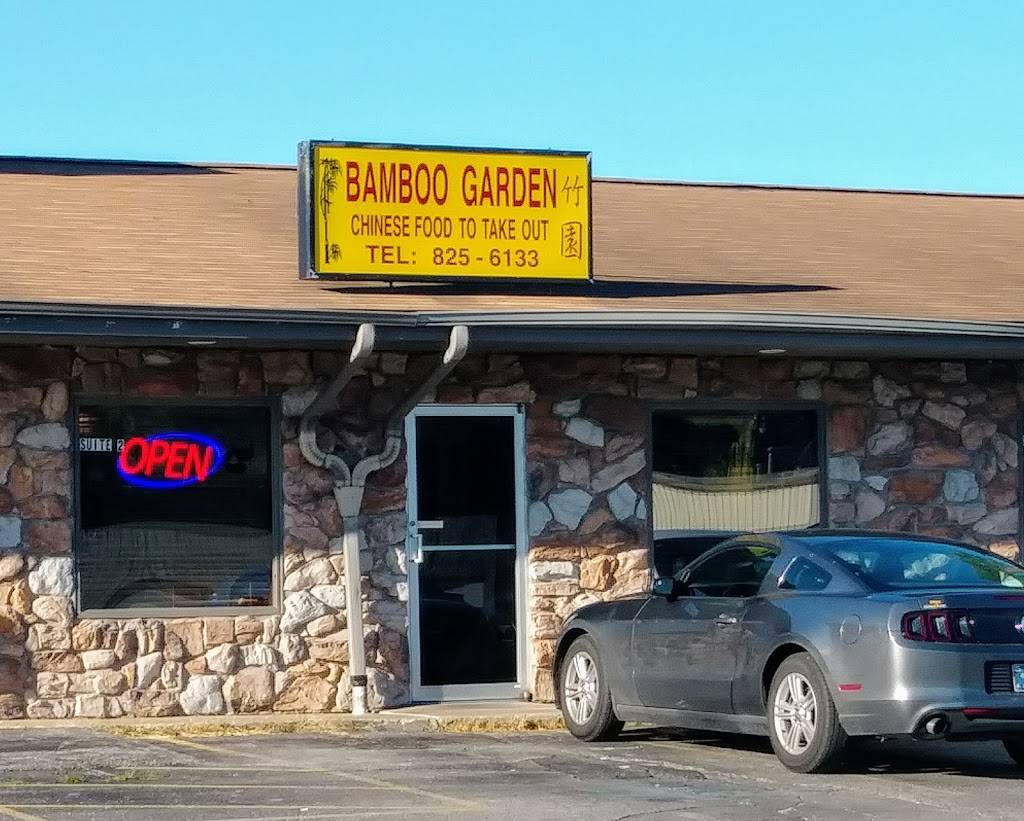 BAMBOO GARDEN
竹園
CHINESE FOOD TO TAKE OUT
TEL: 825-6133
SUITE 2
OPEN